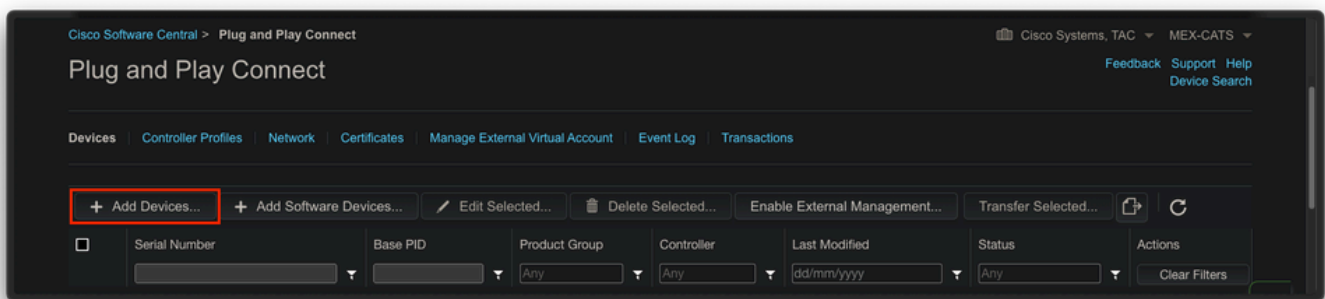 Cisco Software Central > Plug and Play Connect
Cisco Systems, TAC MEX-CATS
Plug and Play Connect
Feedback Support Help
Device Search
Devices Controller Profiles Network Certificates Manage External Virtual Account Event Log Transactions
+ Add Devices... + Add Software Devices... Edit Selected... Delete Selected... Enable External Management... Transfer Selected...
Serial Number Base PID Product Group Controller Last Modified Status Actions
Any Any dd/mm/yyyy Any Clear Filters